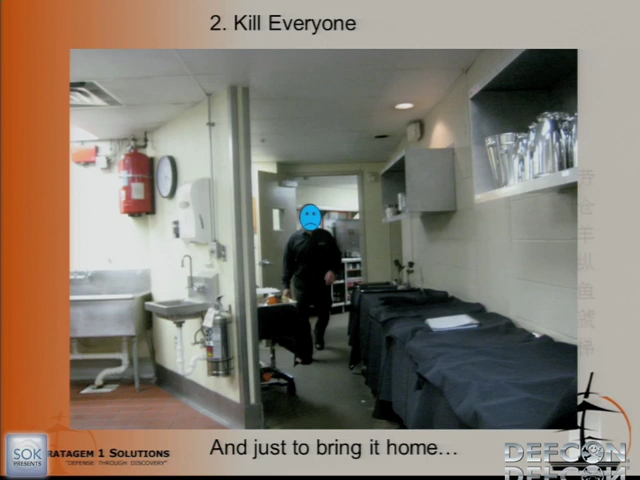 2. Kill Everyone
And just to bring it home…
RATAGEM 1 SOLUTIONS
"DEFENSE THROUGH DISCOVERY"
SOK
PRESENTS
DEFCON